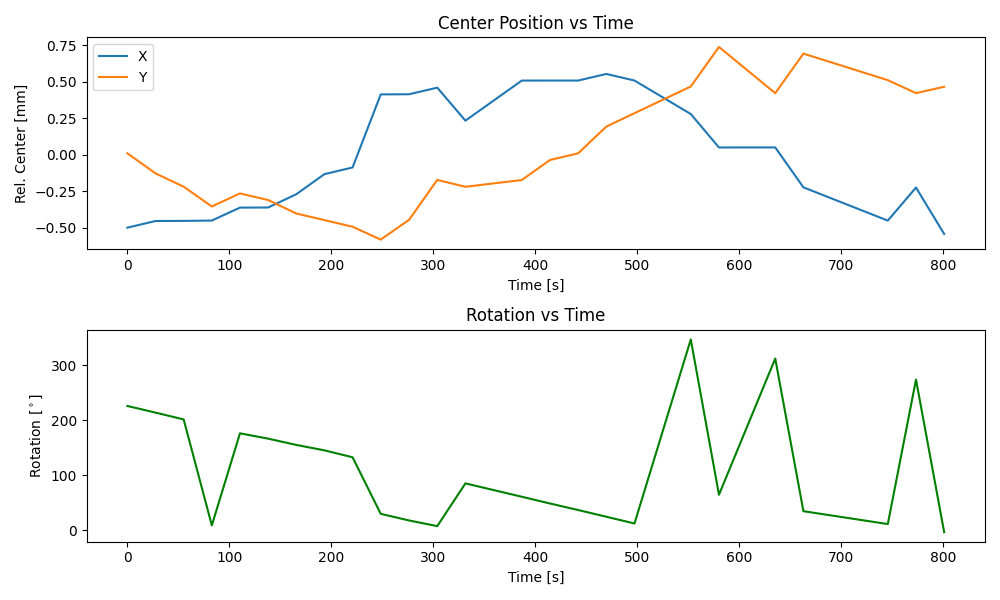 Center Position vs Time
Rel. Center [mm]
0.75
0.50
0.25
0.00
−0.25
−0.50
X
Y
0 100 200 300 400 500 600 700 800
Time [s]
Rotation vs Time
Rotation [°]
300
200
100
0
0 100 200 300 400 500 600 700 800
Time [s]